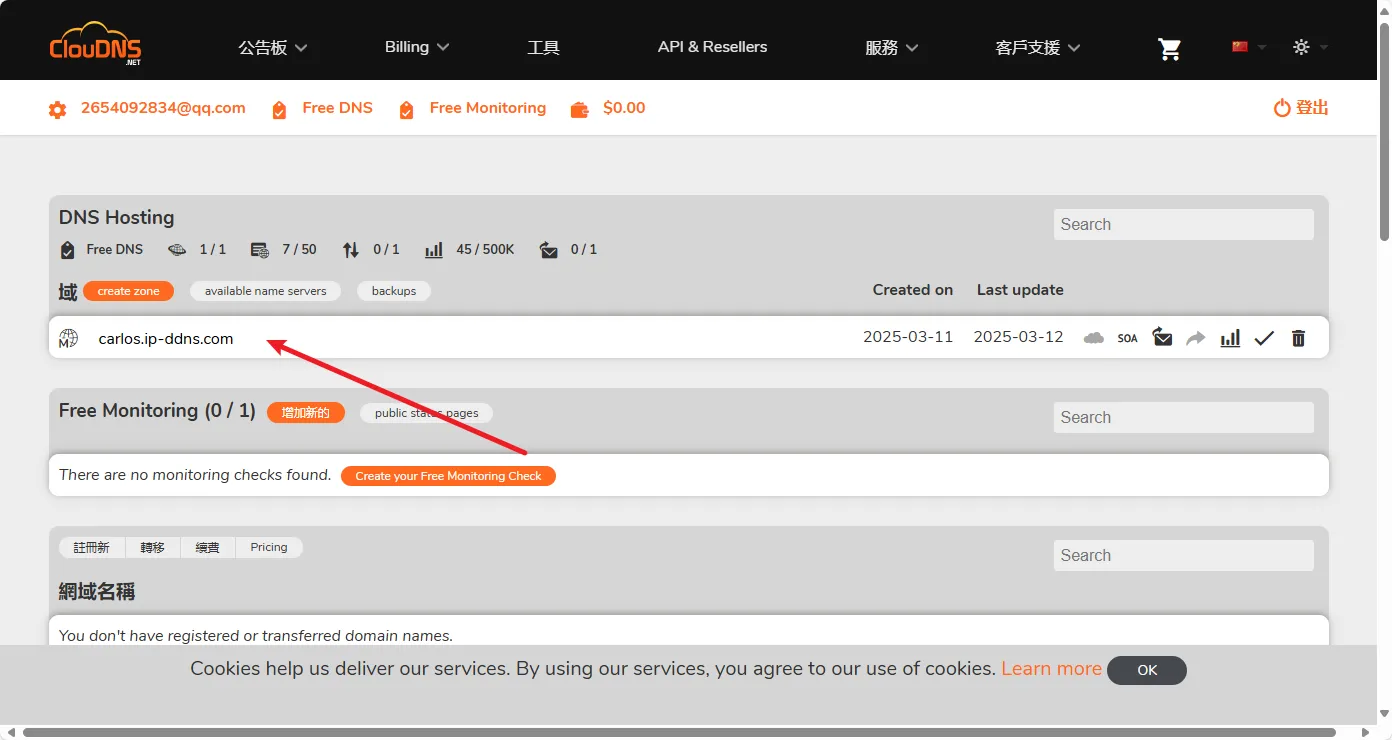 ClouDNS
.NET
公告板
Billing
工具
API & Resellers
服務
客戶支援
2654092834@qq.com
Free DNS
Free Monitoring
$0.00
登出
DNS Hosting
Search
Free DNS
1 / 1
7 / 50
0 / 1
45 / 500K
0 / 1
域
create zone
available name servers
backups
Created on
Last update
M
carlos.ip-ddns.com
2025-03-11
2025-03-12
SOA
Free Monitoring (0 / 1)
增加新的
public status pages
Search
There are no monitoring checks found.
Create your Free Monitoring Check
註冊新
轉移
續費
Pricing
Search
網域名稱
You don't have registered or transferred domain names.
Cookies help us deliver our services. By using our services, you agree to our use of cookies. Learn more
OK